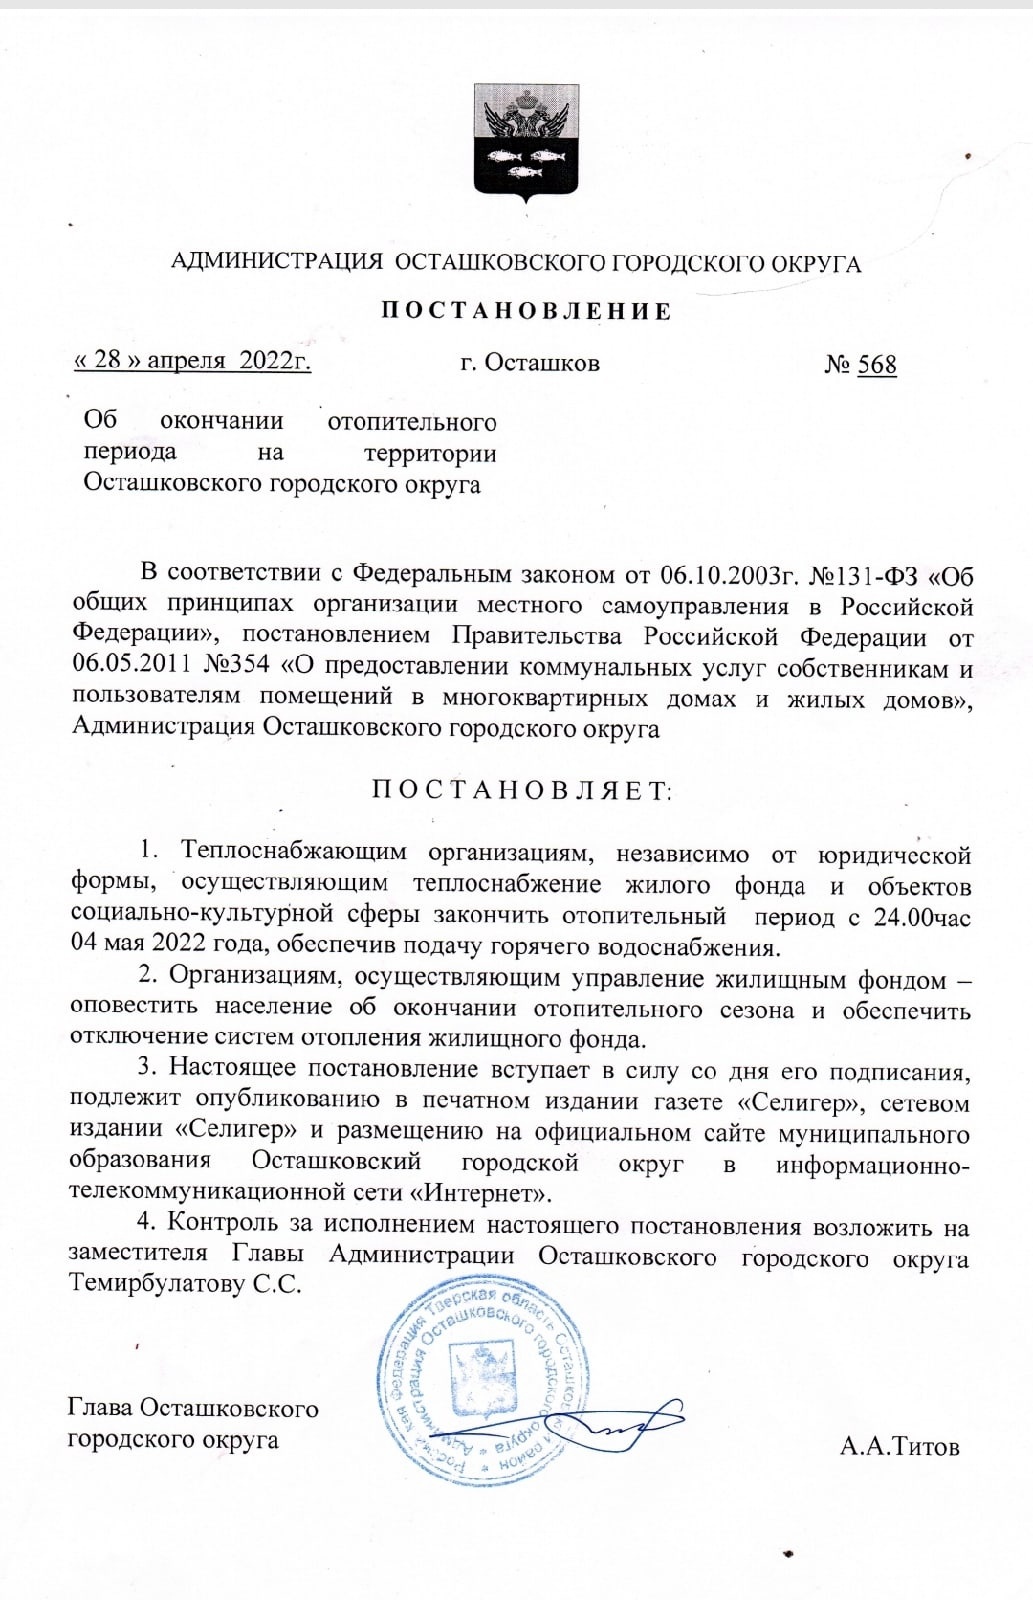 АДМИНИСТРАЦИЯ ОСТАШКОВСКОГО ГОРОДСКОГО ОКРУГА
ПОСТАНОВЛЕНИЕ
« 28 » апреля 2022г. г. Осташков № 568
Об окончании отопительного
периода на территории
Осташковского городского округа
В соответствии с Федеральным законом от 06.10.2003г. №131-ФЗ «Об
общих принципах организации местного самоуправления в Российской
Федерации», постановлением Правительства Российской Федерации от
06.05.2011 №354 «О предоставлении коммунальных услуг собственникам и
пользователям помещений в многоквартирных домах и жилых домов»,
Администрация Осташковского городского округа
ПОСТАНОВЛЯЕТ:
1. Теплоснабжающим организациям, независимо от юридической
формы, осуществляющим теплоснабжение жилого фонда и объектов
социально-культурной сферы закончить отопительный период с 24.00час
04 мая 2022 года, обеспечив подачу горячего водоснабжения.
2. Организациям, осуществляющим управление жилищным фондом –
оповестить население об окончании отопительного сезона и обеспечить
отключение систем отопления жилищного фонда.
3. Настоящее постановление вступает в силу со дня его подписания,
подлежит опубликованию в печатном издании газете «Селигер», сетевом
издании «Селигер» и размещению на официальном сайте муниципального
образования Осташковский городской округ в информационно-
телекоммуникационной сети «Интернет».
4. Контроль за исполнением настоящего постановления возложить на
заместителя Главы Администрации Осташковского городского округа
Темирбулатову С.С.
Федерация Тверская область
Администрация Осташковского городского округа
Глава Осташковского
городского округа
А.А.Титов